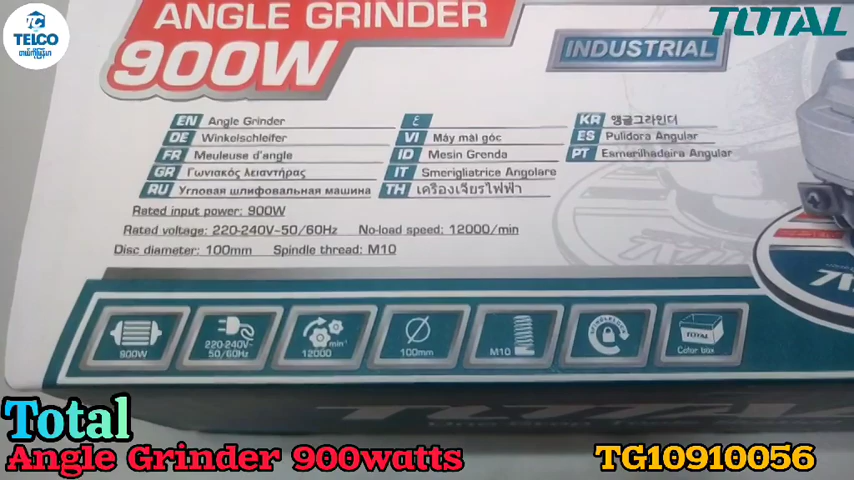 TC
TELCO
ANGLE GRINDER
TOTAL
900W
INDUSTRIAL
EN Angle Grinder
DE Winkelschleifer
FR Meuleuse d'angle
GR Γωνιακός λειαντήρας
RU Угловая шлифовальная машина
ع
VI Máy mài góc
ID Mesin Grenda
IT Smerigliatrice Angolare
TH เครื่องเจียรไฟฟ้า
KR 앵글그라인더
ES Pulidora Angular
PT Esmerilhadeira Angular
Rated input power: 900W
Rated voltage: 220-240V~50/60Hz No-load speed: 12000/min
Disc diameter: 100mm Spindle thread: M10
900W
220-240V~
50/60Hz
12000 min⁻¹
100mm
M10
SPINDLE LOCK
TOTAL
Color box
TOTAL
Total
Angle Grinder 900watts
TG10910056